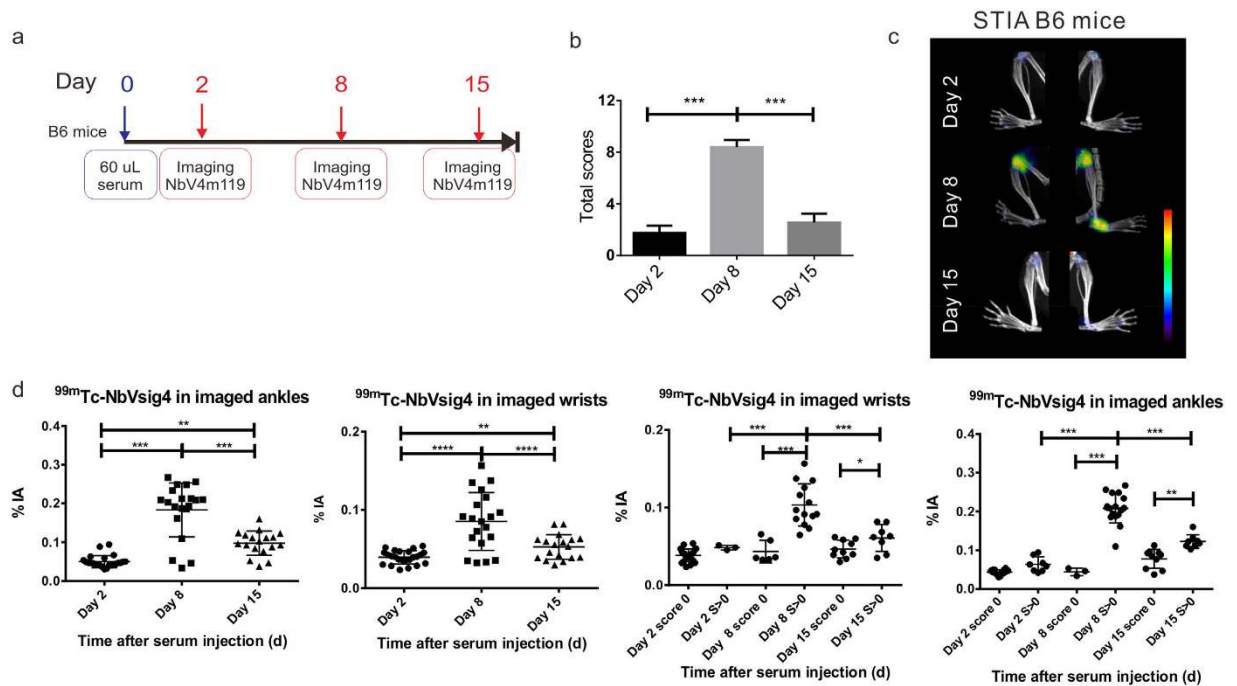 a
Day 0 2 8 15
B6 mice
60 uL
serum
Imaging
NbV4m119
Imaging
NbV4m119
Imaging
NbV4m119
b
*** ***
12
8
4
0
Total scores
Day 2 Day 8 Day 15
c
STIA B6 mice
Day 2
Day 8
Day 15
d
99mTc-NbVsig4 in imaged ankles
**
*** ***
0.4
0.3
0.2
0.1
0.0
% IA
Day 2 Day 8 Day 15
Time after serum injection (d)
99mTc-NbVsig4 in imaged wrists
**
**** ****
0.2
0.1
0.0
% IA
Day 2 Day 8 Day 15
Time after serum injection (d)
99mTc-NbVsig4 in imaged wrists
*** ***
***
*
0.2
0.1
0.0
% IA
Day 2 score 0 Day 2 S>0 Day 8 score 0 Day 8 S>0 Day 15 score 0 Day 15 S>0
Time after serum injection (d)
99mTc-NbVsig4 in imaged ankles
*** ***
***
**
0.4
0.3
0.2
0.1
0.0
% IA
Day 2 score 0 Day 2 S>0 Day 8 score 0 Day 8 S>0 Day 15 score 0 Day 15 S>0
Time after serum injection (d)